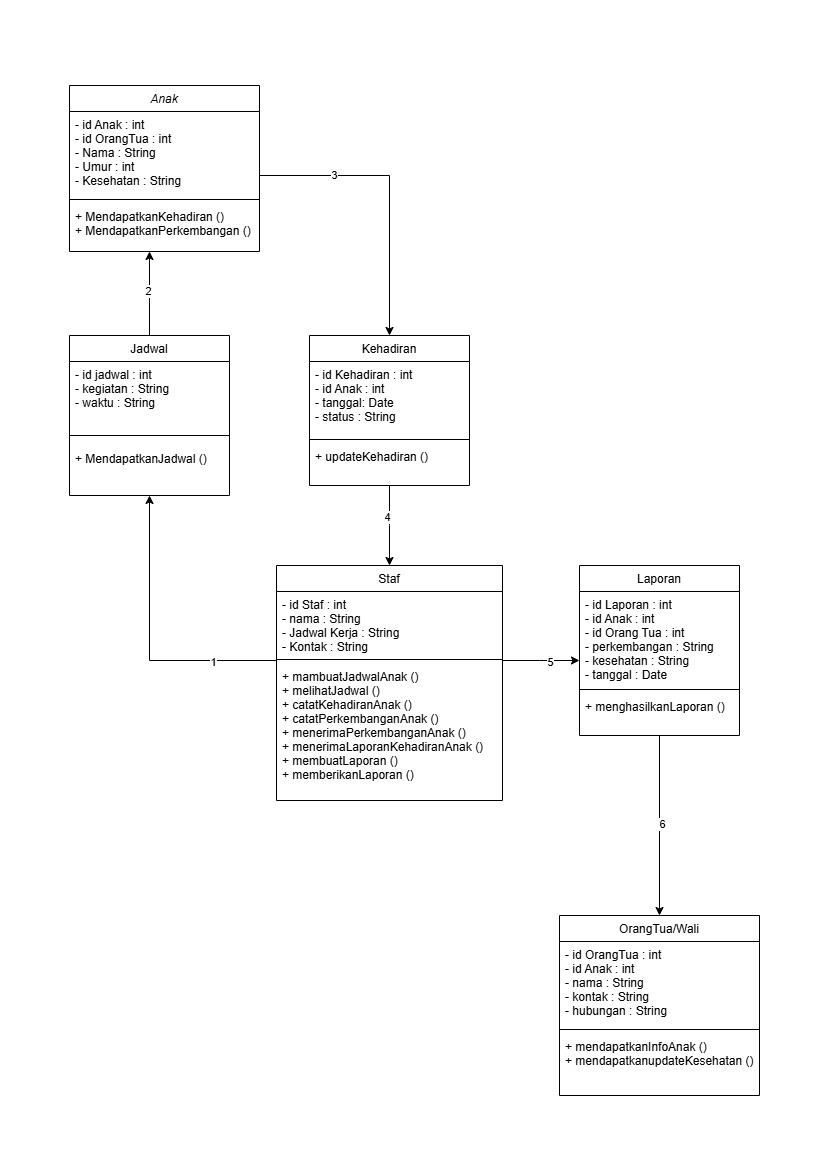 Anak
- id Anak : int
- id OrangTua : int
- Nama : String
- Umur : int
- Kesehatan : String
+ MendapatkanKehadiran ()
+ MendapatkanPerkembangan ()
3
2
Jadwal
- id jadwal : int
- kegiatan : String
- waktu : String
+ MendapatkanJadwal ()
Kehadiran
- id Kehadiran : int
- id Anak : int
- tanggal: Date
- status : String
+ updateKehadiran ()
4
1
Staf
- id Staf : int
- nama : String
- Jadwal Kerja : String
- Kontak : String
+ mambuatJadwalAnak ()
+ melihatJadwal ()
+ catatKehadiranAnak ()
+ catatPerkembanganAnak ()
+ menerimaPerkembanganAnak ()
+ menerimaLaporanKehadiranAnak ()
+ membuatLaporan ()
+ memberikanLaporan ()
5
Laporan
- id Laporan : int
- id Anak : int
- id Orang Tua : int
- perkembangan : String
- kesehatan : String
- tanggal : Date
+ menghasilkanLaporan ()
6
OrangTua/Wali
- id OrangTua : int
- id Anak : int
- nama : String
- kontak : String
- hubungan : String
+ mendapatkanInfoAnak ()
+ mendapatkanupdateKesehatan ()